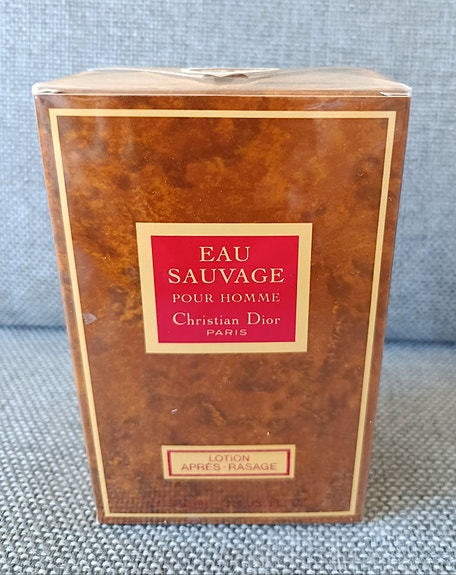 EAU
SAUVAGE
POUR HOMME
Christian Dior
PARIS
LOTION
APRÈS-RASAGE